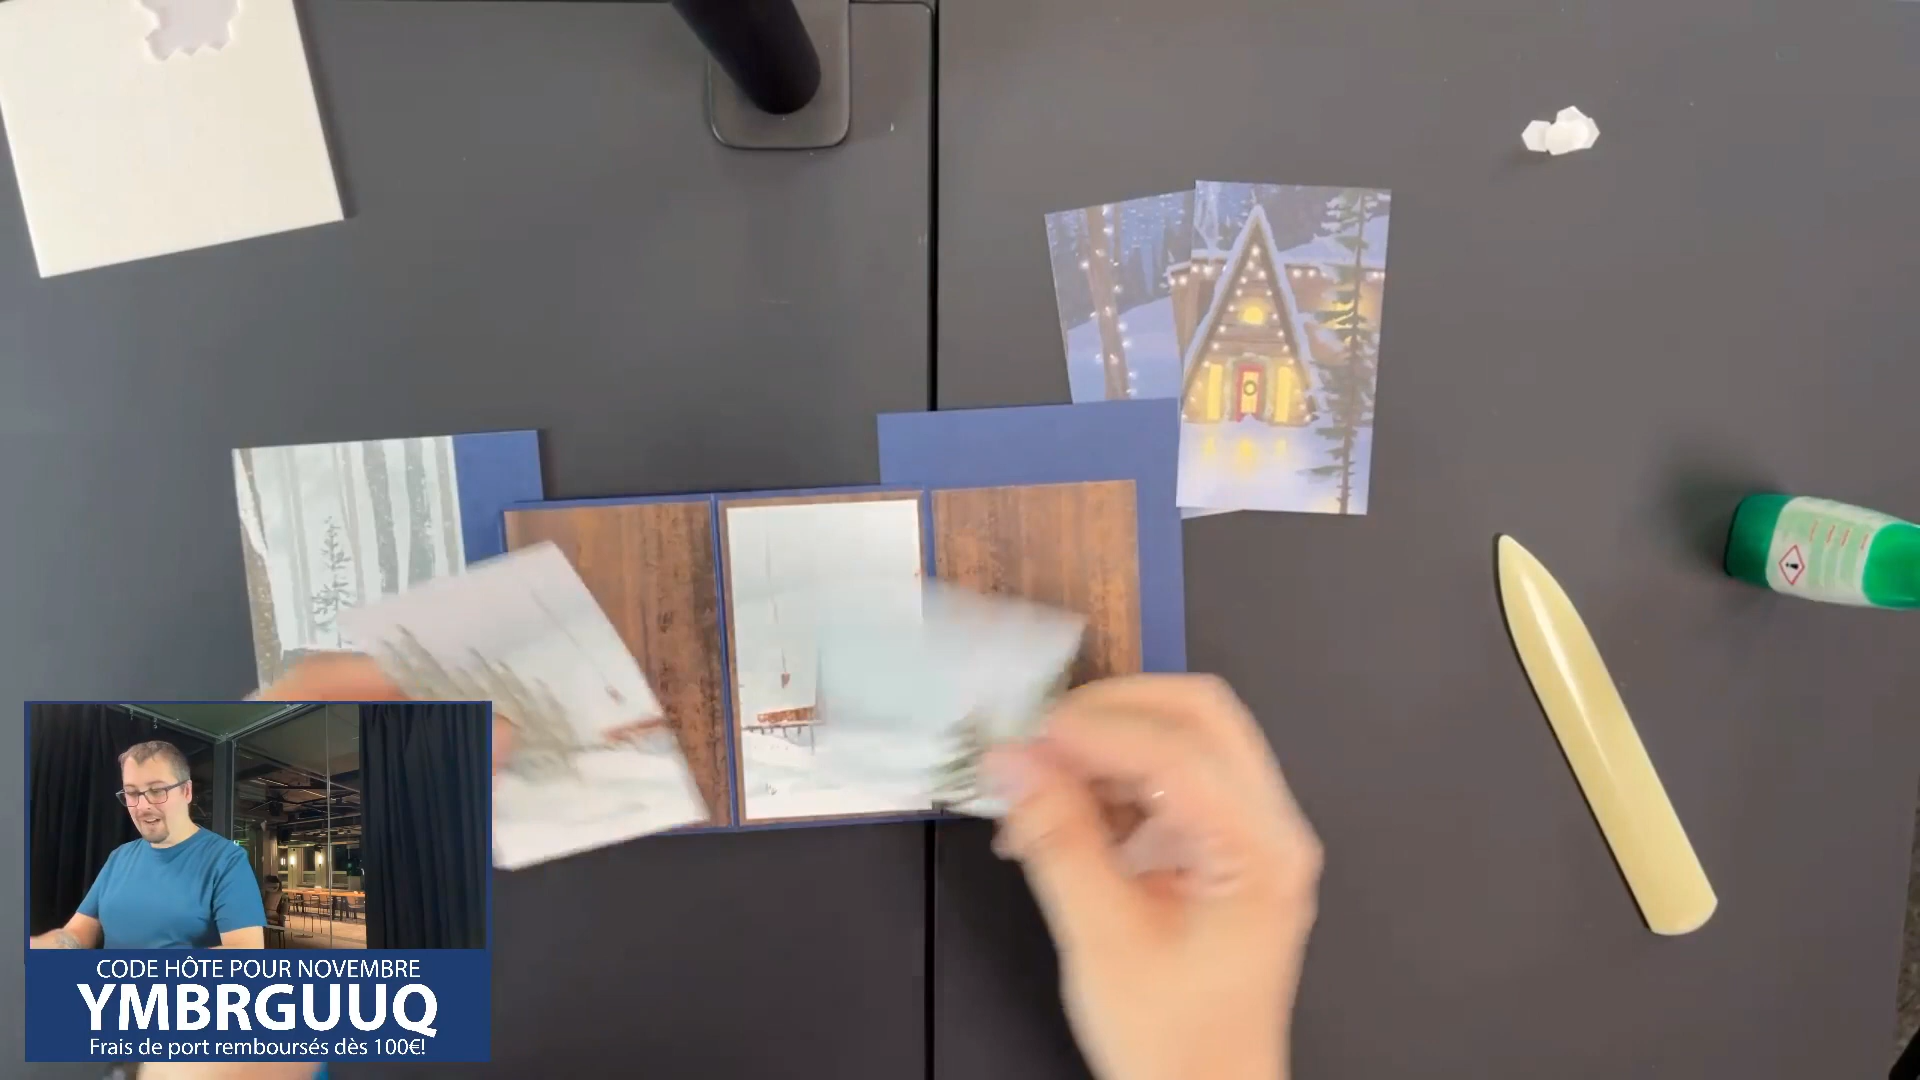 CODE HÔTE POUR NOVEMBRE
YMBRGUUQ
Frais de port remboursés dès 100€!